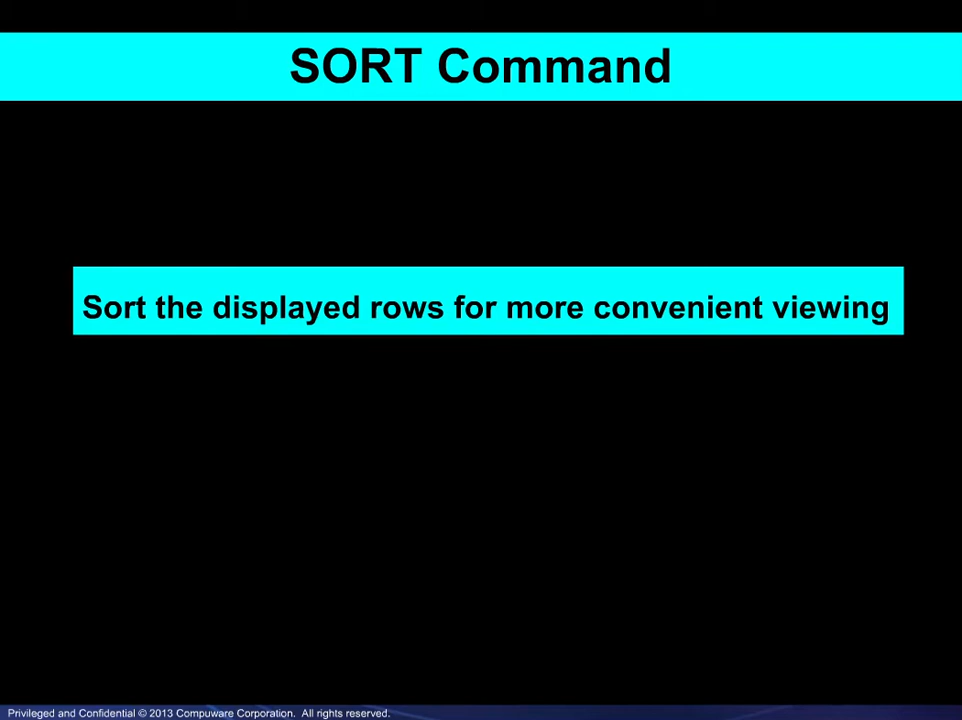 SORT Command
Sort the displayed rows for more convenient viewing
Privileged and Confidential © 2013 Compuware Corporation. All rights reserved.